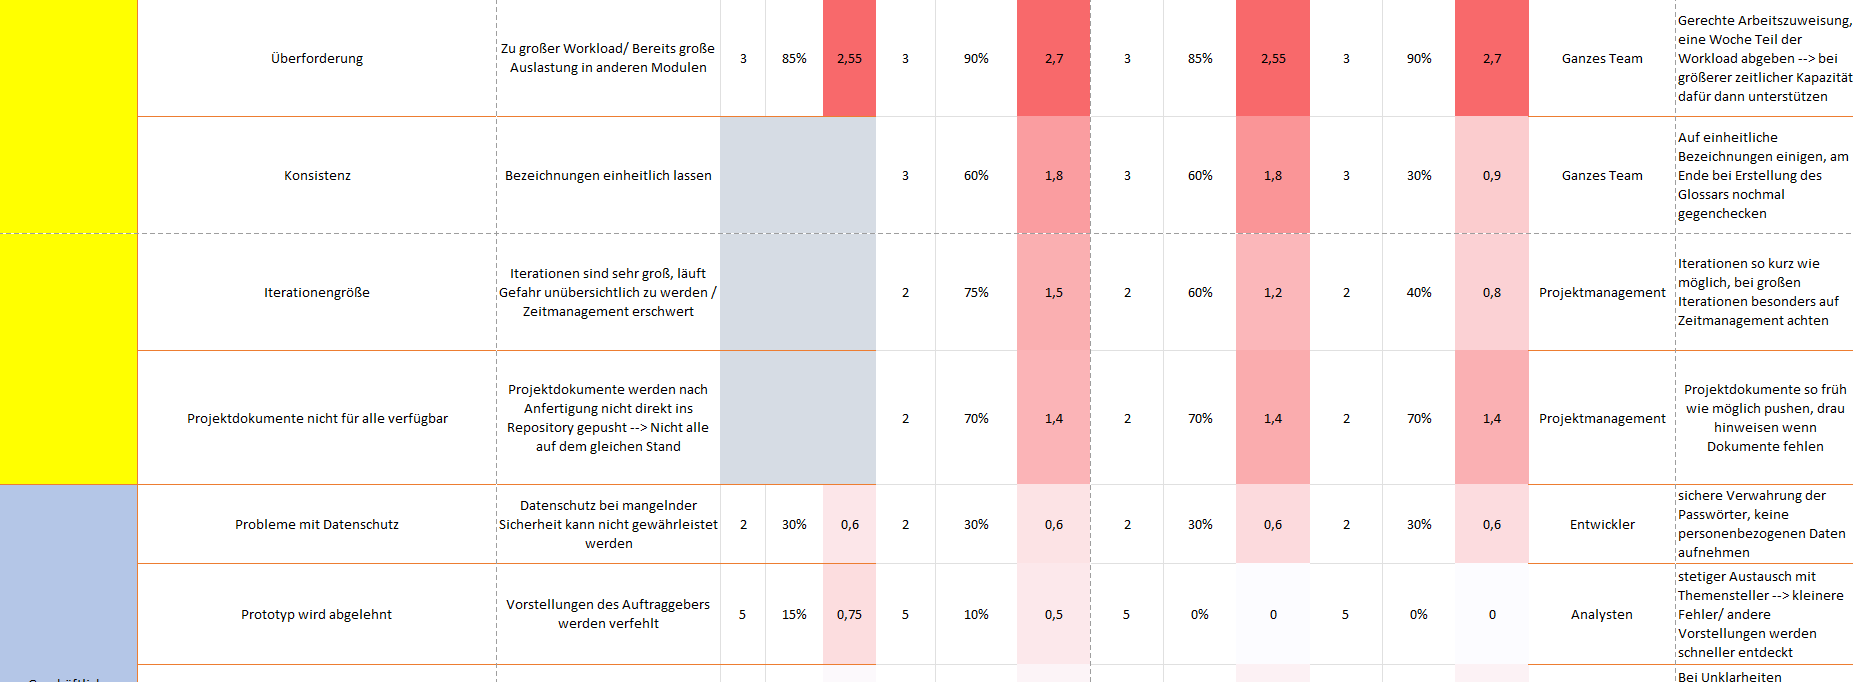 Überforderung
Zu großer Workload/ Bereits große
Auslastung in anderen Modulen
3 85% 2,55 3 90% 2,7 3 85% 2,55 3 90% 2,7
Ganzes Team
Gerechte Arbeitszuweisung,
eine Woche Teil der
Workload abgeben --> bei
größerer zeitlicher Kapazität
dafür dann unterstützen
Konsistenz
Bezeichnungen einheitlich lassen
3 60% 1,8 3 60% 1,8 3 30% 0,9
Ganzes Team
Auf einheitliche
Bezeichnungen einigen, am
Ende bei Erstellung des
Glossars nochmal
gegenchecken
Iterationengröße
Iterationen sind sehr groß, läuft
Gefahr unübersichtlich zu werden /
Zeitmanagement erschwert
2 75% 1,5 2 60% 1,2 2 40% 0,8
Projektmanagement
Iterationen so kurz wie
möglich, bei großen
Iterationen besonders auf
Zeitmanagement achten
Projektdokumente nicht für alle verfügbar
Projektdokumente werden nach
Anfertigung nicht direkt ins
Repository gepusht --> Nicht alle
auf dem gleichen Stand
2 70% 1,4 2 70% 1,4 2 70% 1,4
Projektmanagement
Projektdokumente so früh
wie möglich pushen, drau
hinweisen wenn
Dokumente fehlen
Probleme mit Datenschutz
Datenschutz bei mangelnder
Sicherheit kann nicht gewährleistet
werden
2 30% 0,6 2 30% 0,6 2 30% 0,6 2 30% 0,6
Entwickler
sichere Verwahrung der
Passwörter, keine
personenbezogenen Daten
aufnehmen
Prototyp wird abgelehnt
Vorstellungen des Auftraggebers
werden verfehlt
5 15% 0,75 5 10% 0,5 5 0% 0 5 0% 0
Analysten
stetiger Austausch mit
Themensteller --> kleinere
Fehler/ andere
Vorstellungen werden
schneller entdeckt
Bei Unklarheiten